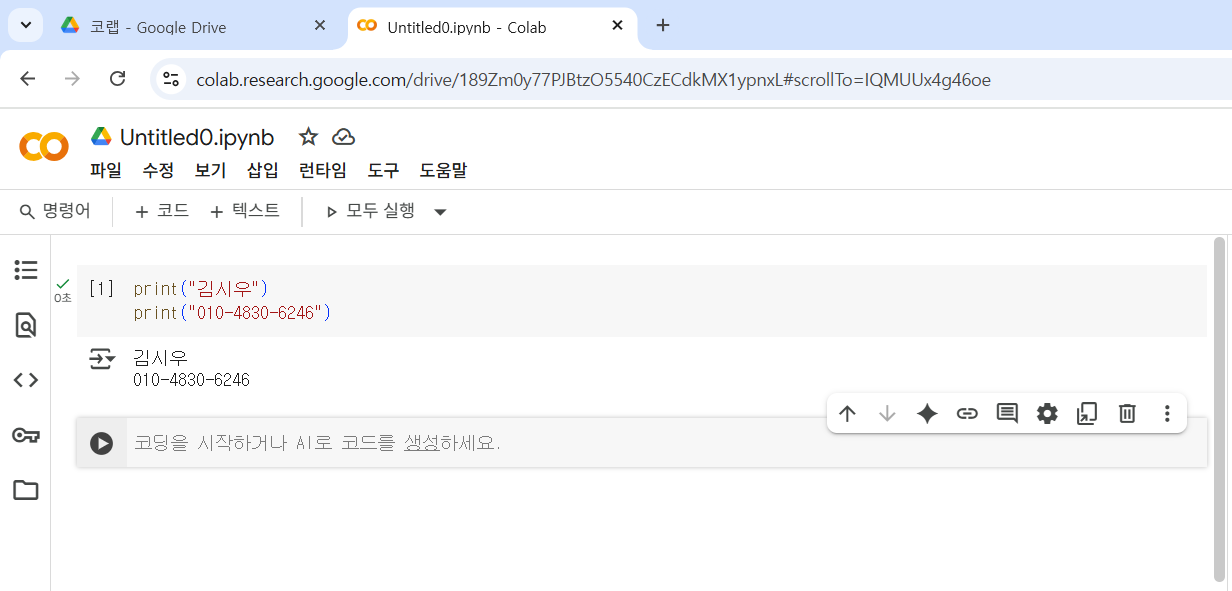 코랩 - Google Drive
Untitled0.ipynb - Colab
colab.research.google.com/drive/189Zm0y77PJBtzO5540CzECdkMX1ypnxL#scrollTo=IQMUUx4g46oe
Untitled0.ipynb
파일 수정 보기 삽입 런타임 도구 도움말
명령어 + 코드 + 텍스트 모두 실행
[1] print("김시우")
0초
print("010-4830-6246")
김시우
010-4830-6246
코딩을 시작하거나 AI로 코드를 생성하세요.